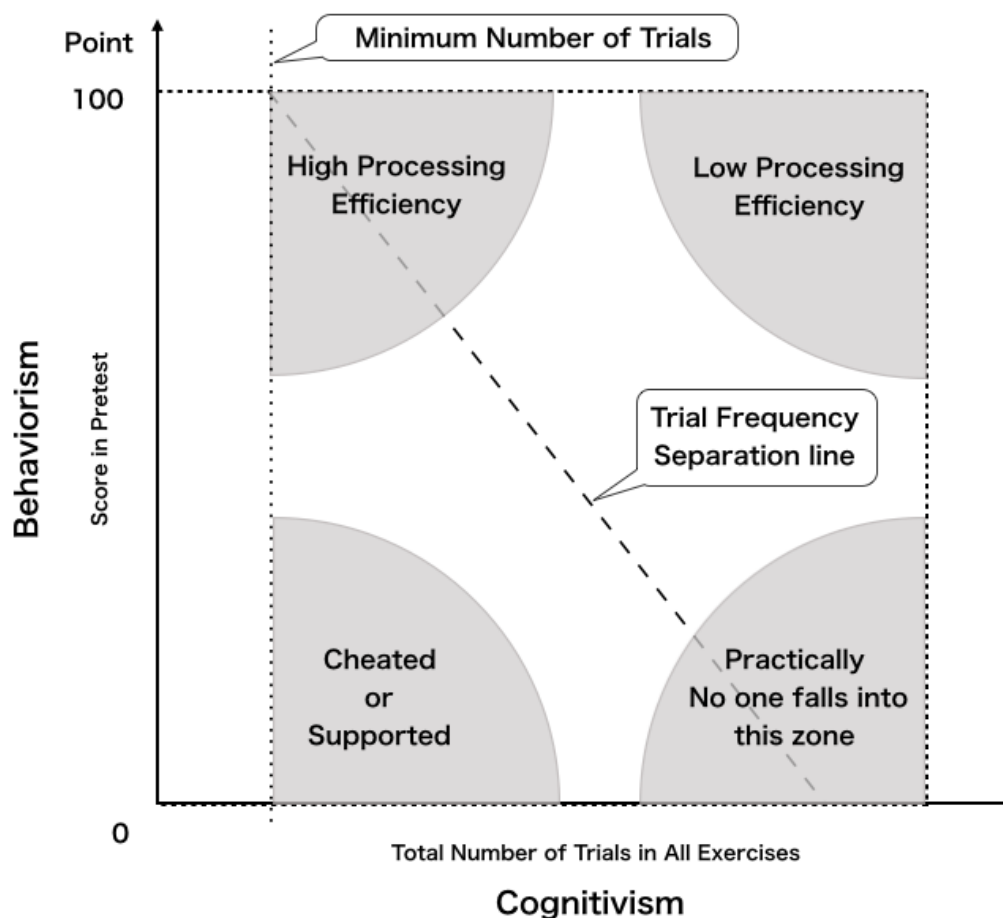 Point
Minimum Number of Trials
100
High Processing
Efficiency
Low Processing
Efficiency
Behaviorism
Score in Pretest
Trial Frequency
Separation line
Cheated
or
Supported
Practically
No one falls into
this zone
0
Total Number of Trials in All Exercises
Cognitivism